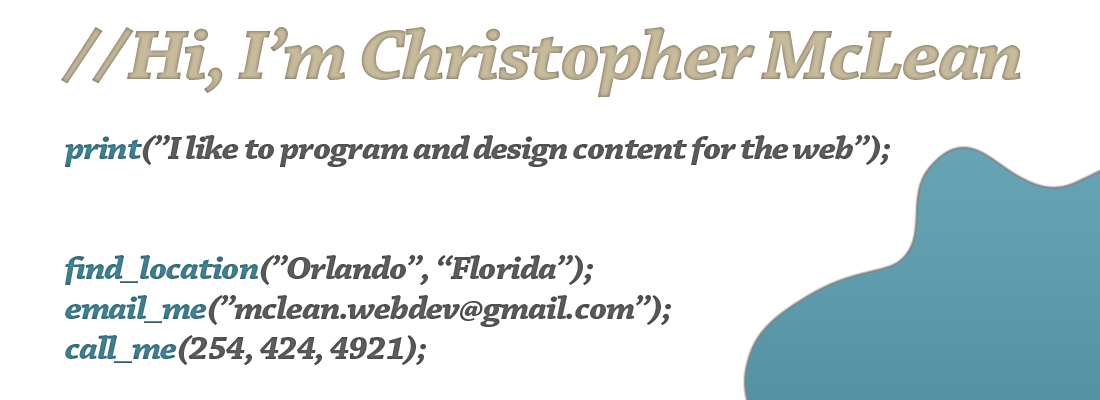 //Hi, I’m Christopher McLean
print(”I like to program and design content for the web”);
find_location(”Orlando”, “Florida”);
email_me(”mclean.webdev@gmail.com”);
call_me(254, 424, 4921);